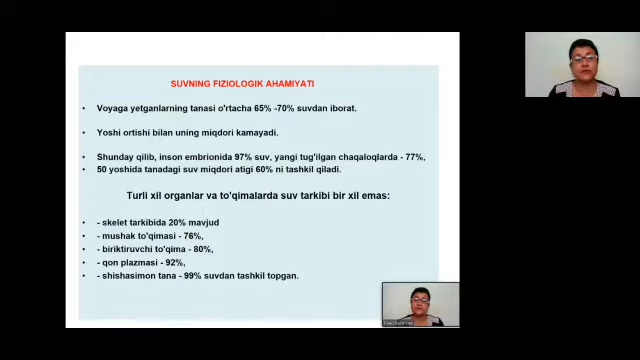 SUVNING FIZIOLOGIK AHAMIYATI
• Voyaga yetganlarning tanasi o'rtacha 65% -70% suvdan iborat.
• Yoshi ortishi bilan uning miqdori kamayadi.
• Shunday qilib, inson embrionida 97% suv, yangi tug'ilgan chaqaloqlarda - 77%,
• 50 yoshida tanadagi suv miqdori atigi 60% ni tashkil qiladi.
Turli xil organlar va to'qimalarda suv tarkibi bir xil emas:
• - skelet tarkibida 20% mavjud
• - mushak to'qimasi - 76%,
• - biriktiruvchi to'qima - 80%,
• - qon plazmasi - 92%,
• - shishasimon tana - 99% suvdan tashkil topgan.